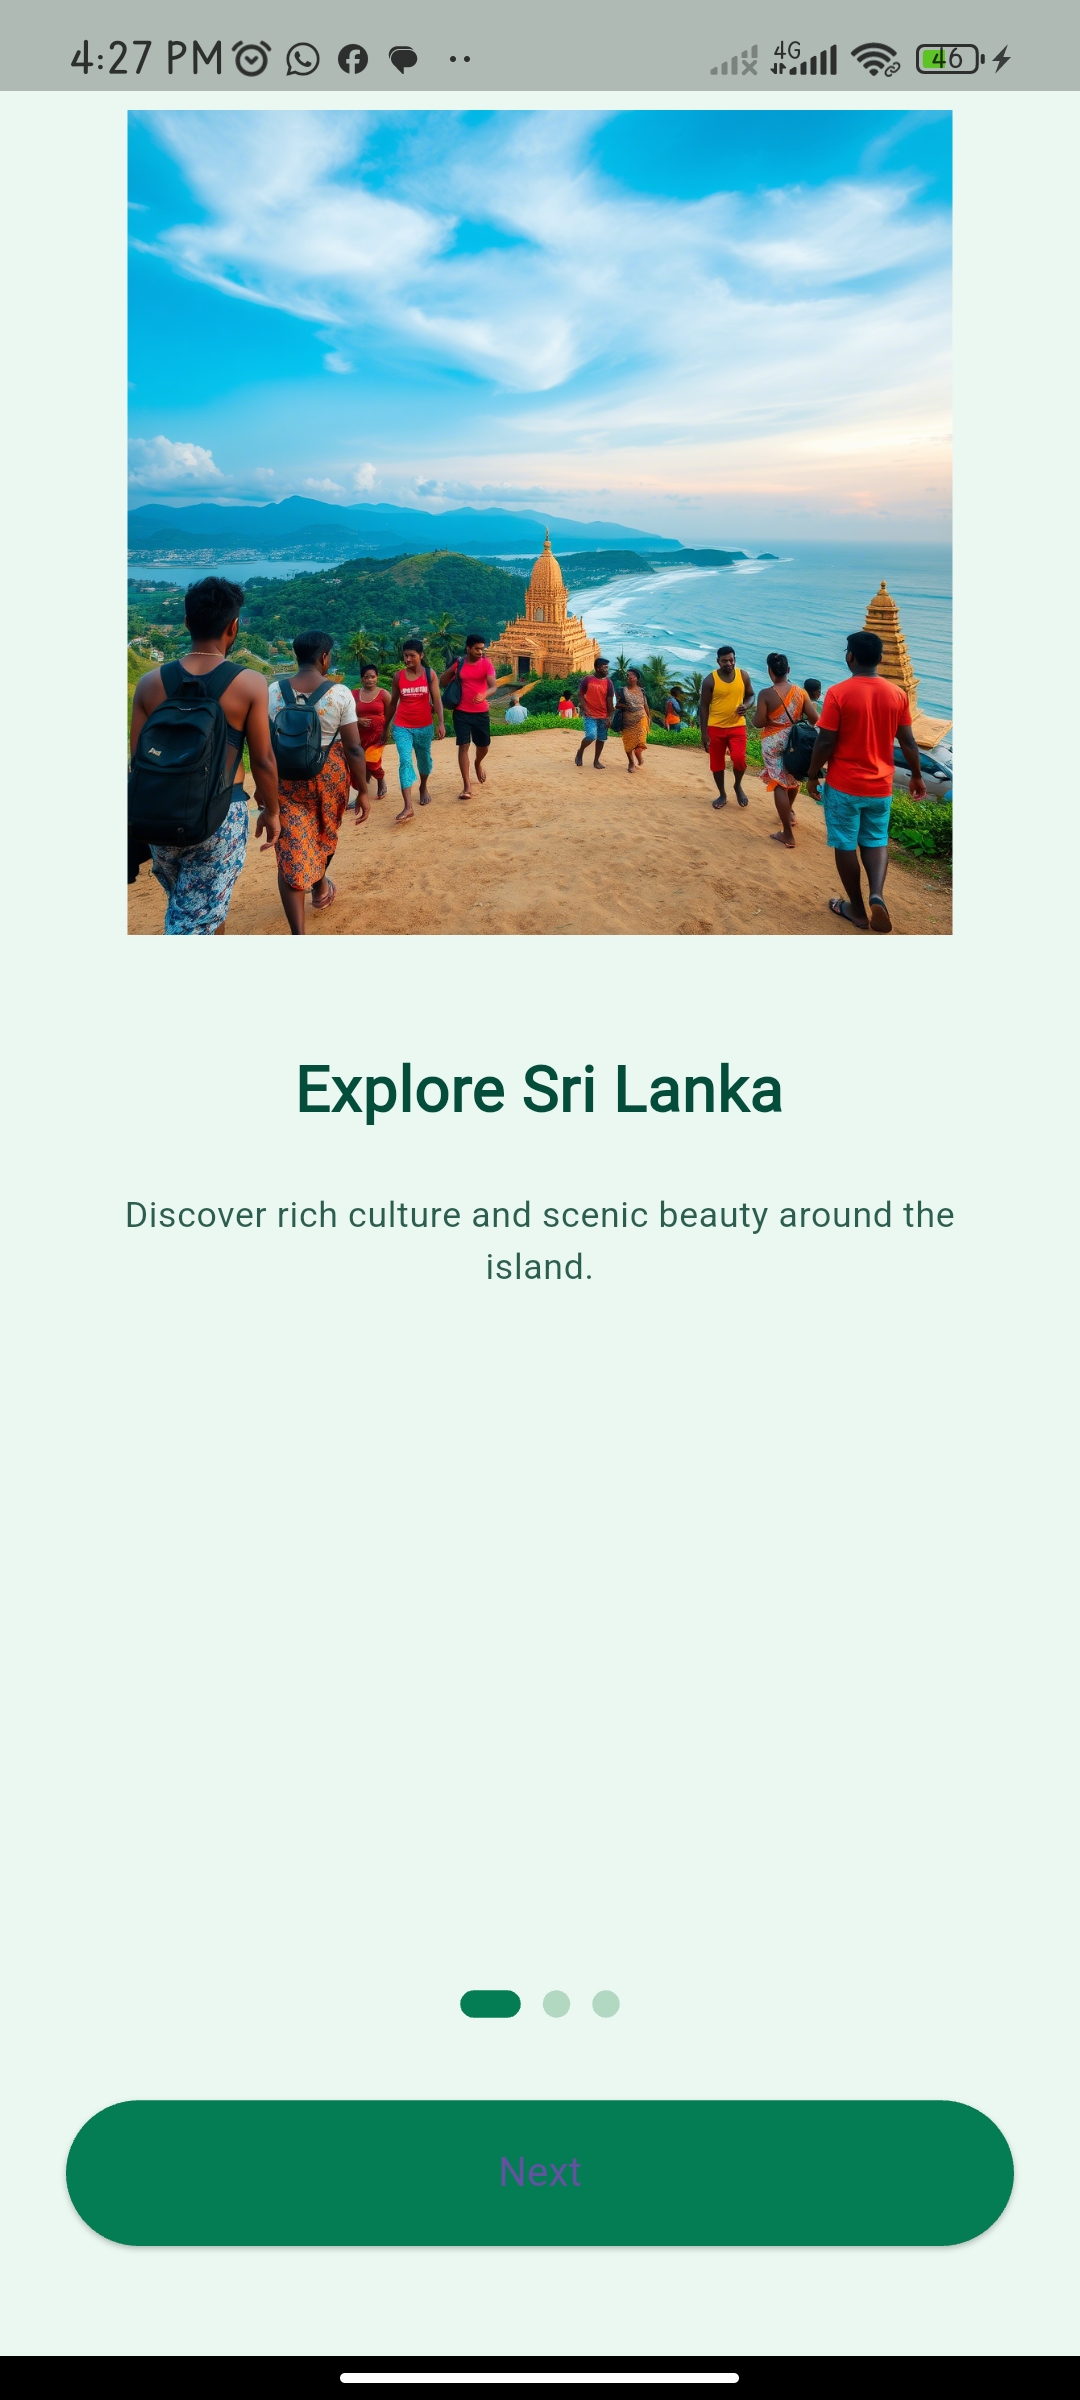 4:27 PM
4G
46
Explore Sri Lanka
Discover rich culture and scenic beauty around the
island.
Next